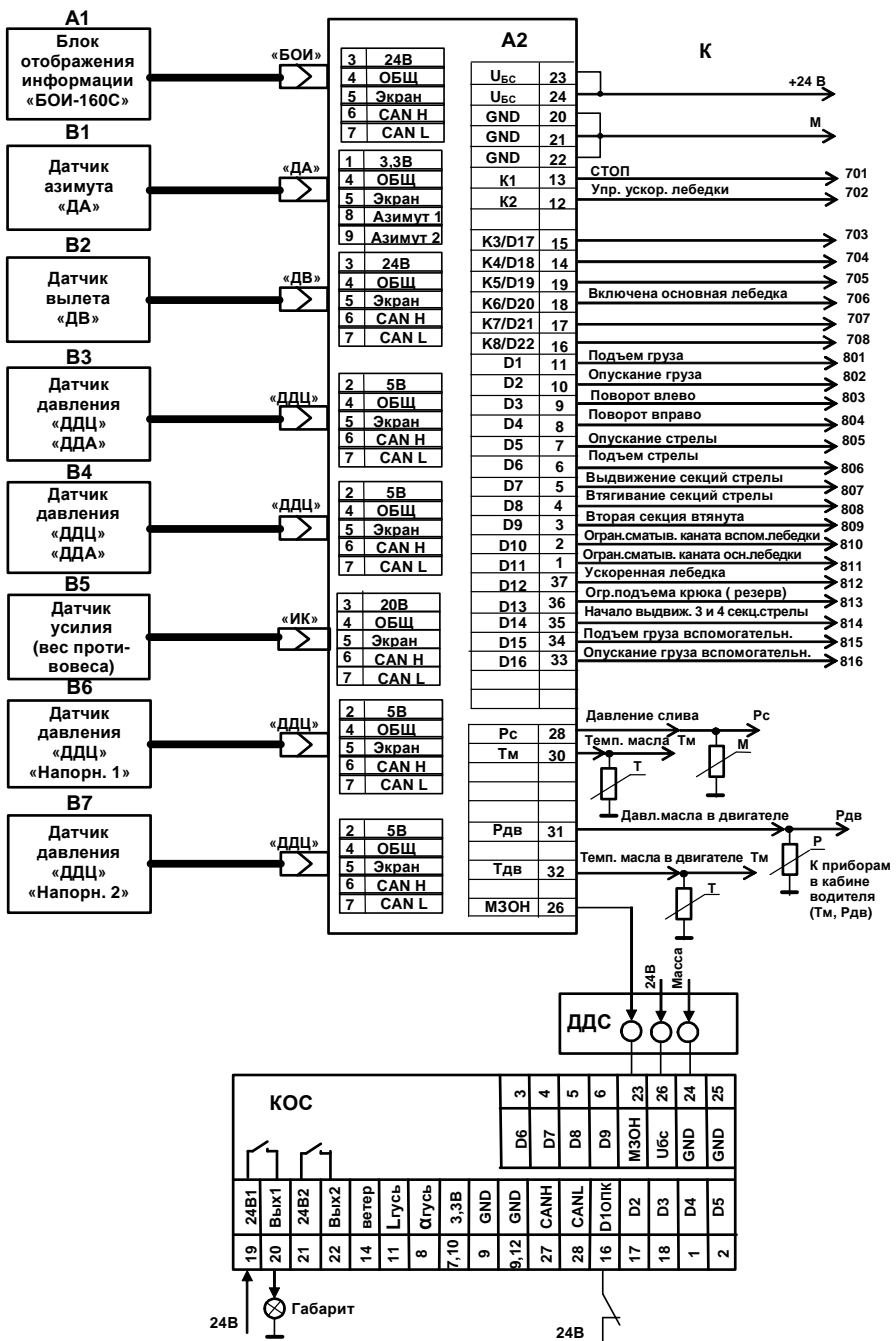 А1
Блок
отображения
информации
«БОИ-160С»
«БОИ»
3 24В
4 ОБЩ
5 Экран
6 CAN H
7 CAN L
В1
Датчик
азимута
«ДА»
«ДА»
1 3,3В
4 ОБЩ
5 Экран
8 Азимут 1
9 Азимут 2
В2
Датчик
вылета
«ДВ»
«ДВ»
3 24В
4 ОБЩ
5 Экран
6 CAN H
7 CAN L
В3
Датчик
давления
«ДДЦ»
«ДДА»
«ДДЦ»
2 5В
4 ОБЩ
5 Экран
6 CAN H
7 CAN L
В4
Датчик
давления
«ДДЦ»
«ДДА»
«ДДЦ»
2 5В
4 ОБЩ
5 Экран
6 CAN H
7 CAN L
В5
Датчик
усилия
(вес проти-
вовеса)
«ИК»
3 20В
4 ОБЩ
5 Экран
6 CAN H
7 CAN L
В6
Датчик
давления
«ДДЦ»
«Напорн. 1»
«ДДЦ»
2 5В
4 ОБЩ
5 Экран
6 CAN H
7 CAN L
В7
Датчик
давления
«ДДЦ»
«Напорн. 2»
«ДДЦ»
2 5В
4 ОБЩ
5 Экран
6 CAN H
7 CAN L
А2
К
UБС 23
UБС 24
+24 В
GND 20
GND 21
М
GND 22
К1 13 СТОП 701
К2 12 Упр. ускор. лебедки 702
К3/D17 15 703
К4/D18 14 704
К5/D19 19 705
К6/D20 18 Включена основная лебедка 706
К7/D21 17 707
К8/D22 16 708
D1 11 Подъем груза 801
D2 10 Опускание груза 802
D3 9 Поворот влево 803
D4 8 Поворот вправо 804
D5 7 Опускание стрелы 805
D6 6 Подъем стрелы 806
D7 5 Выдвижение секций стрелы 807
D8 4 Втягивание секций стрелы 808
D9 3 Вторая секция втянута 809
D10 2 Огран.сматыв. каната вспом.лебедки 810
D11 1 Огран.сматыв. каната осн.лебедки 811
D12 37 Ускоренная лебедка 812
D13 36 Огр.подъема крюка ( резерв) 813
D14 35 Начало выдвиж. 3 и 4 секц.стрелы 814
D15 34 Подъем груза вспомогательн. 815
D16 33 Опускание груза вспомогательн. 816
Рс 28 Давление слива Рс
М
Тм 30 Темп. масла Тм
Т
Рдв 31 Давл.масла в двигателе Рдв
Р
Тдв 32 Темп. масла в двигателе Тм
Т
К приборам
в кабине
водителя
(Тм, Рдв)
МЗОН 26
24В
Масса
ДДС
КОС
3 4 5 6 23 26 24 25
D6 D7 D8 D9 МЗОН Uбс GND GND
24В1 Вых1 24В2 Вых2 ветер Lгусь αгусь 3,3В GND GND CANH CANL D1ОПК D2 D3 D4 D5
19 20 21 22 14 11 8 7,10 9 9,12 27 28 16 17 18 1 2
24В
Габарит
24В